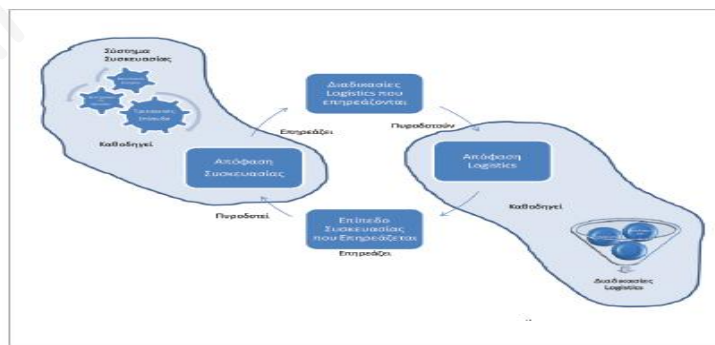 Σύστημα
Συσκευασίας
Καθοδηγεί
Απόφαση
Συσκευασίας
Επηρεάζει
Διαδικασίες
Logistics που
επηρεάζονται
Πυροδοτούν
Απόφαση
Logistics
Καθοδηγεί
Πυροδοτεί
Επίπεδο
Συσκευασίας
που Επηρεάζεται
Επηρεάζει
Διαδικασίες
Logistics